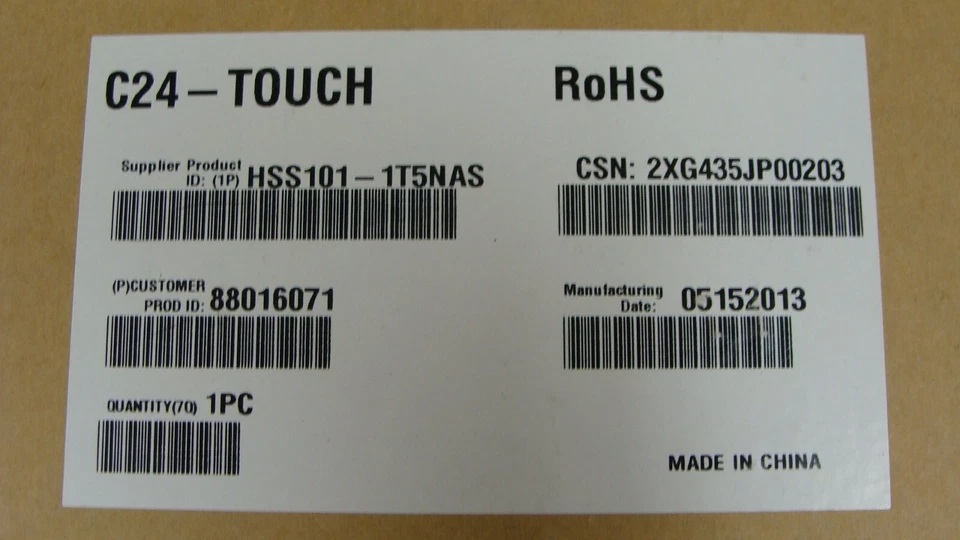 C24-TOUCH
RoHS
Supplier Product
ID: (1P) HSS101-1T5NAS
CSN: 2XG435JP00203
(P)CUSTOMER
PROD ID: 88016071
Manufacturing
Date: 05152013
QUANTITY(7Q) 1PC
MADE IN CHINA